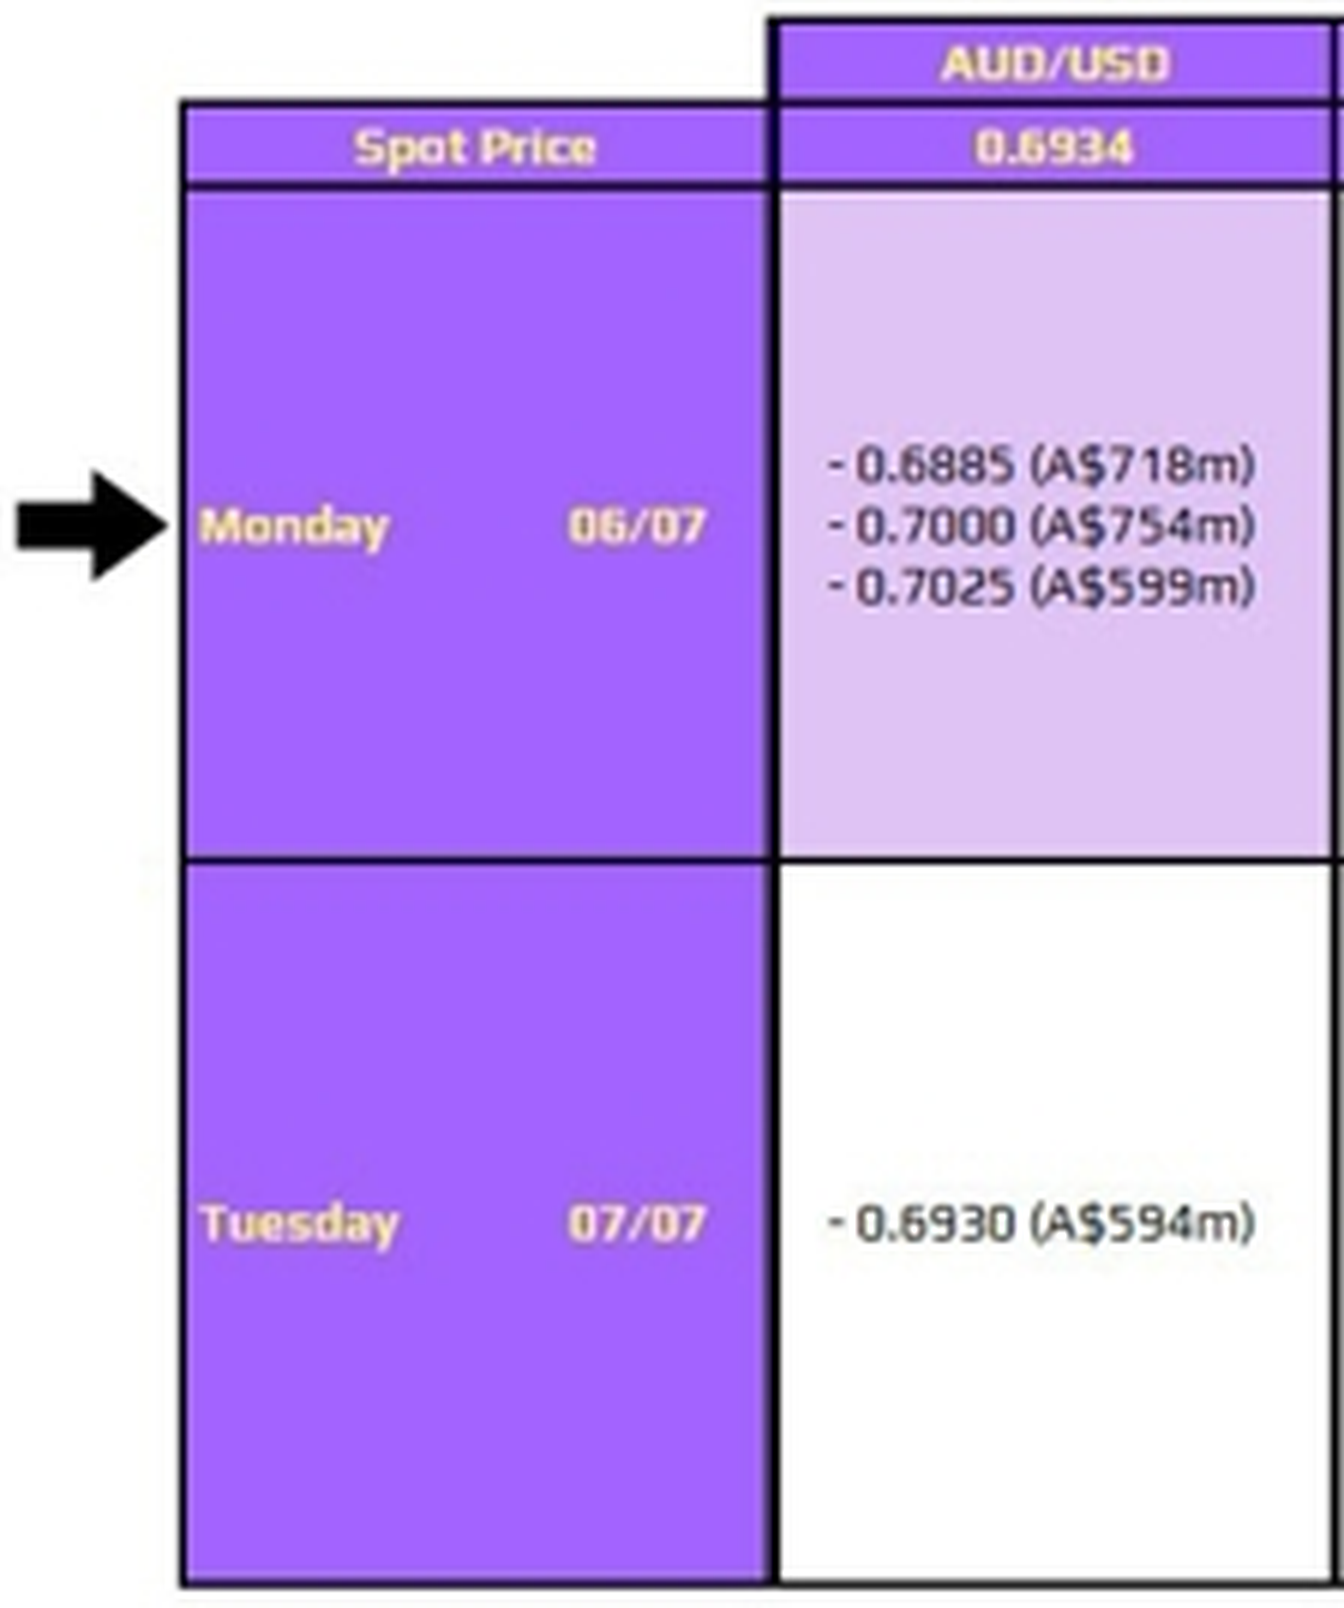 AUD/USD
Spot Price 0.6934
Monday 06/07
- 0.6885 (A$718m)
- 0.7000 (A$754m)
- 0.7025 (A$599m)
Tuesday 07/07
- 0.6930 (A$594m)